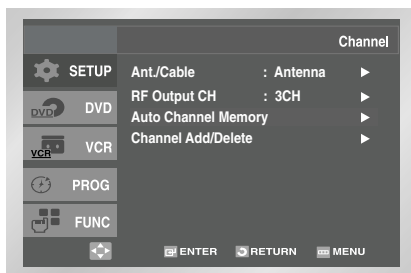 Channel
SETUP
Ant./Cable : Antenna ►
RF Output CH : 3CH ►
DVD DVD
Auto Channel Memory ►
Channel Add/Delete ►
VCR VCR
PROG
FUNC
ENTER RETURN MENU